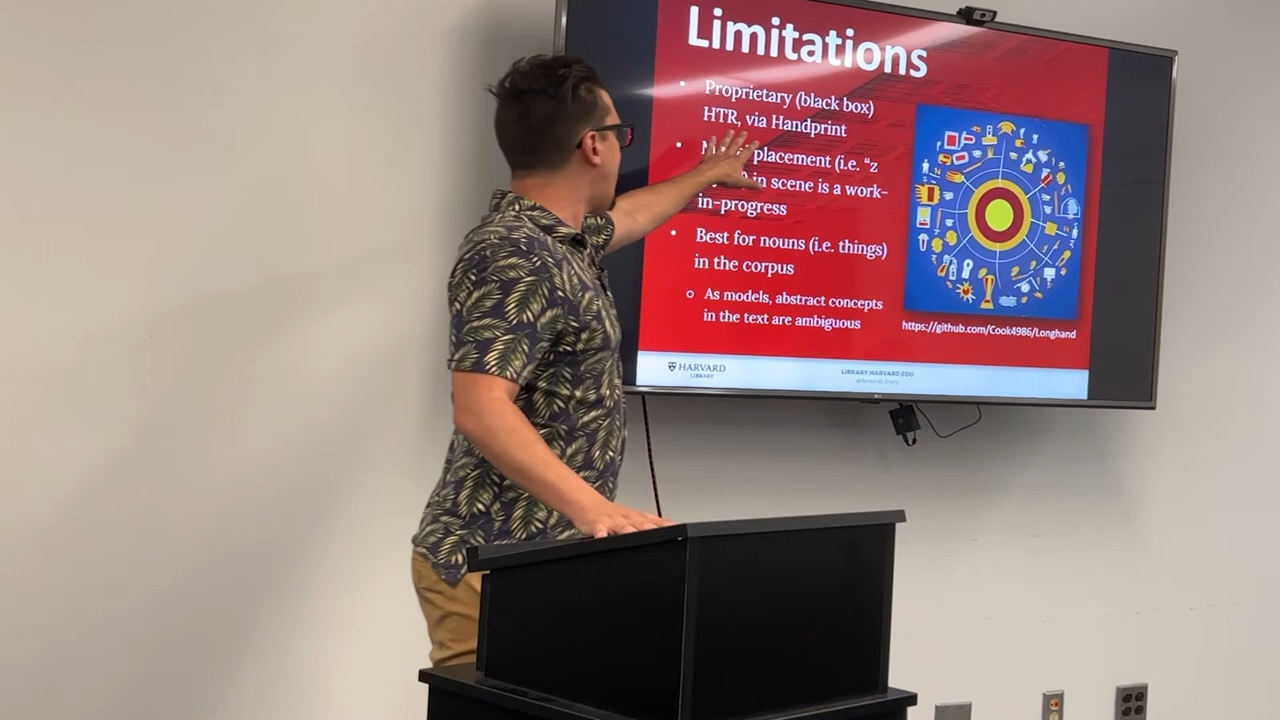 Limitations
• Proprietary (black box)
HTR, via Handprint
• placement (i.e. “z
in scene is a work-
in-progress
• Best for nouns (i.e. things)
in the corpus
○ As models, abstract concepts
in the text are ambiguous
https://github.com/Cook4986/Longhand
HARVARD
LIBRARY
LIBRARY.HARVARD.EDU
LG